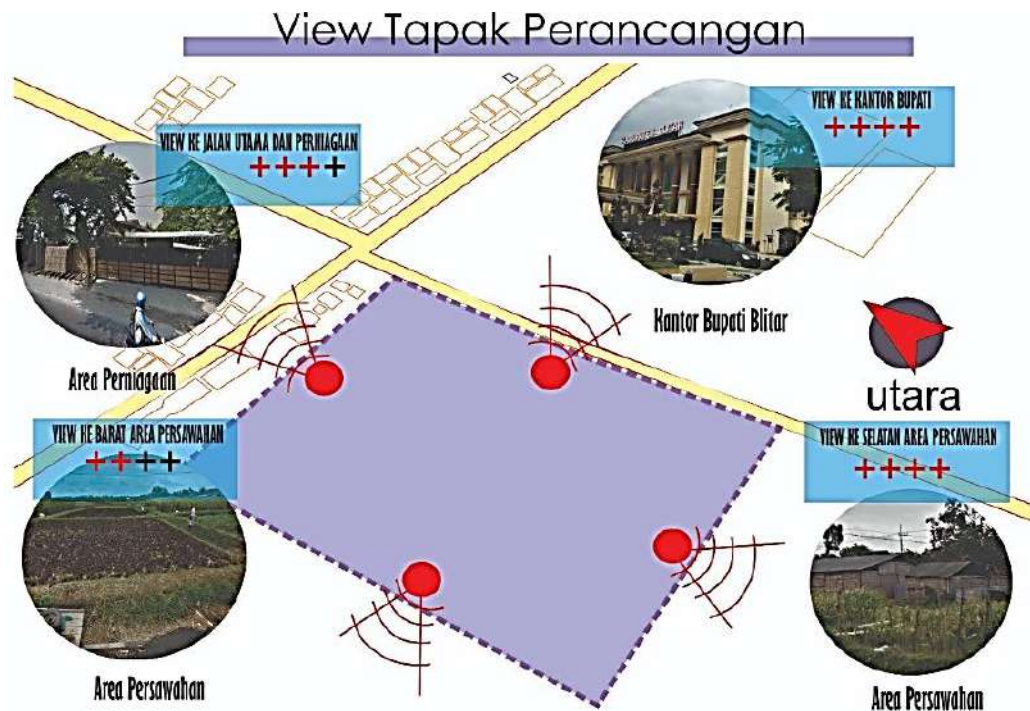 View Tapak Perancangan
VIEW KE JALAN UTAMA DAN PERNIAGAAN
++++
Area Perniagaan
VIEW KE KANTOR BUPATI
++++
Kantor Bupati Blitar
utara
VIEW KE BARAT AREA PERSAWAHAN
++++
Area Persawahan
VIEW KE SELATAN AREA PERSAWAHAN
++++
Area Persawahan